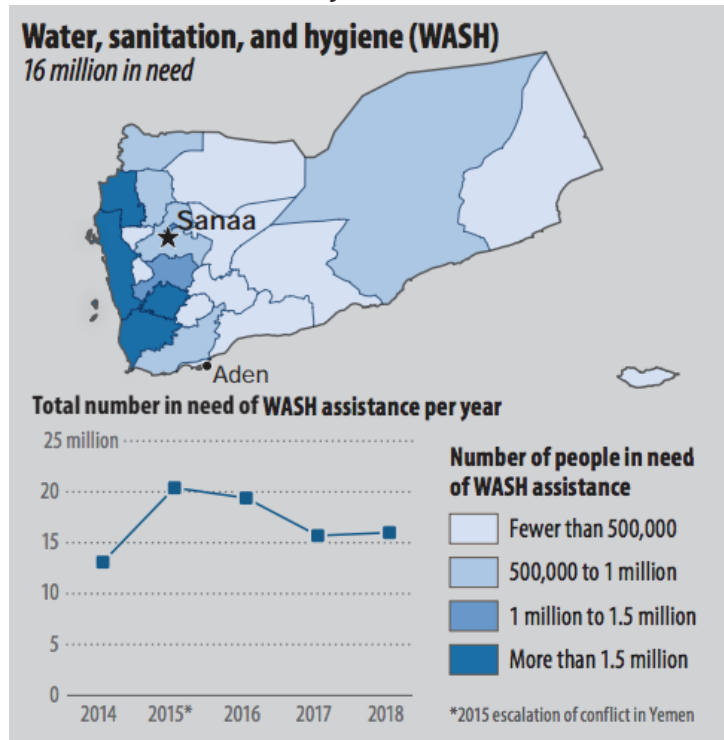 Water, sanitation, and hygiene (WASH)
16 million in need
Sanaa
Aden
Total number in need of WASH assistance per year
25 million
20
15
10
5
0
2014 2015* 2016 2017 2018
Number of people in need
of WASH assistance
Fewer than 500,000
500,000 to 1 million
1 million to 1.5 million
More than 1.5 million
*2015 escalation of conflict in Yemen